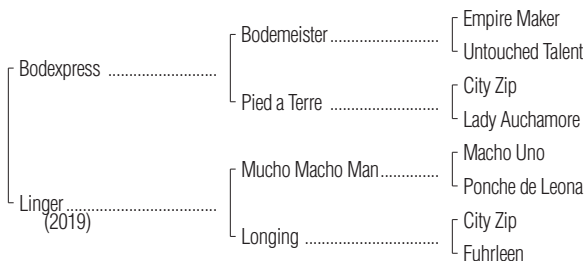 Empire Maker
Bodemeister
Untouched Talent
Bodexpress
City Zip
Pied a Terre
Lady Auchamore
Macho Uno
Mucho Macho Man
Ponche de Leona
Linger
(2019)
City Zip
Longing
Fuhrleen